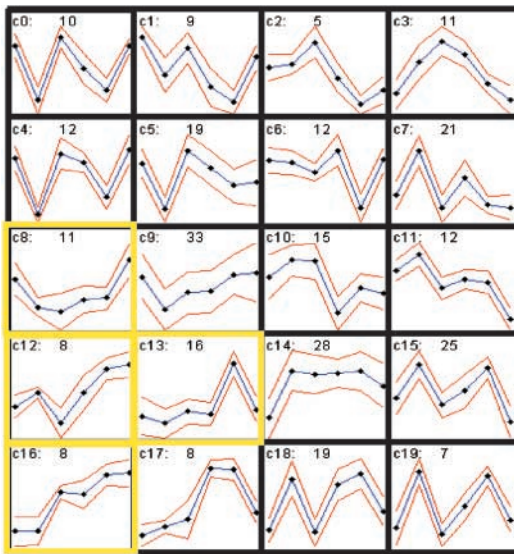 c0: 10 c1: 9 c2: 5 c3: 11
c4: 12 c5: 19 c6: 12 c7: 21
c8: 11 c9: 33 c10: 15 c11: 12
c12: 8 c13: 16 c14: 28 c15: 25
c16: 8 c17: 8 c18: 19 c19: 7